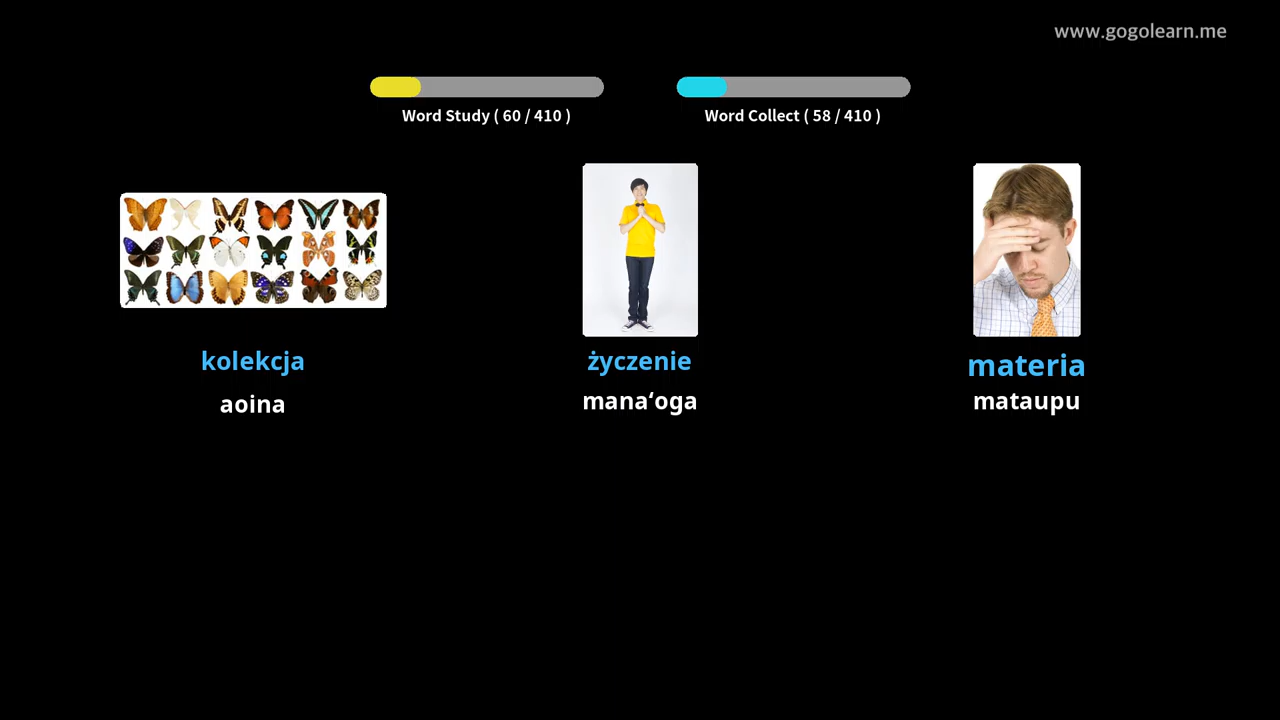 www.gogolearn.me
Word Study ( 60 / 410 )
Word Collect ( 58 / 410 )
kolekcja
życzenie
materia
aoina
manaʻoga
mataupu